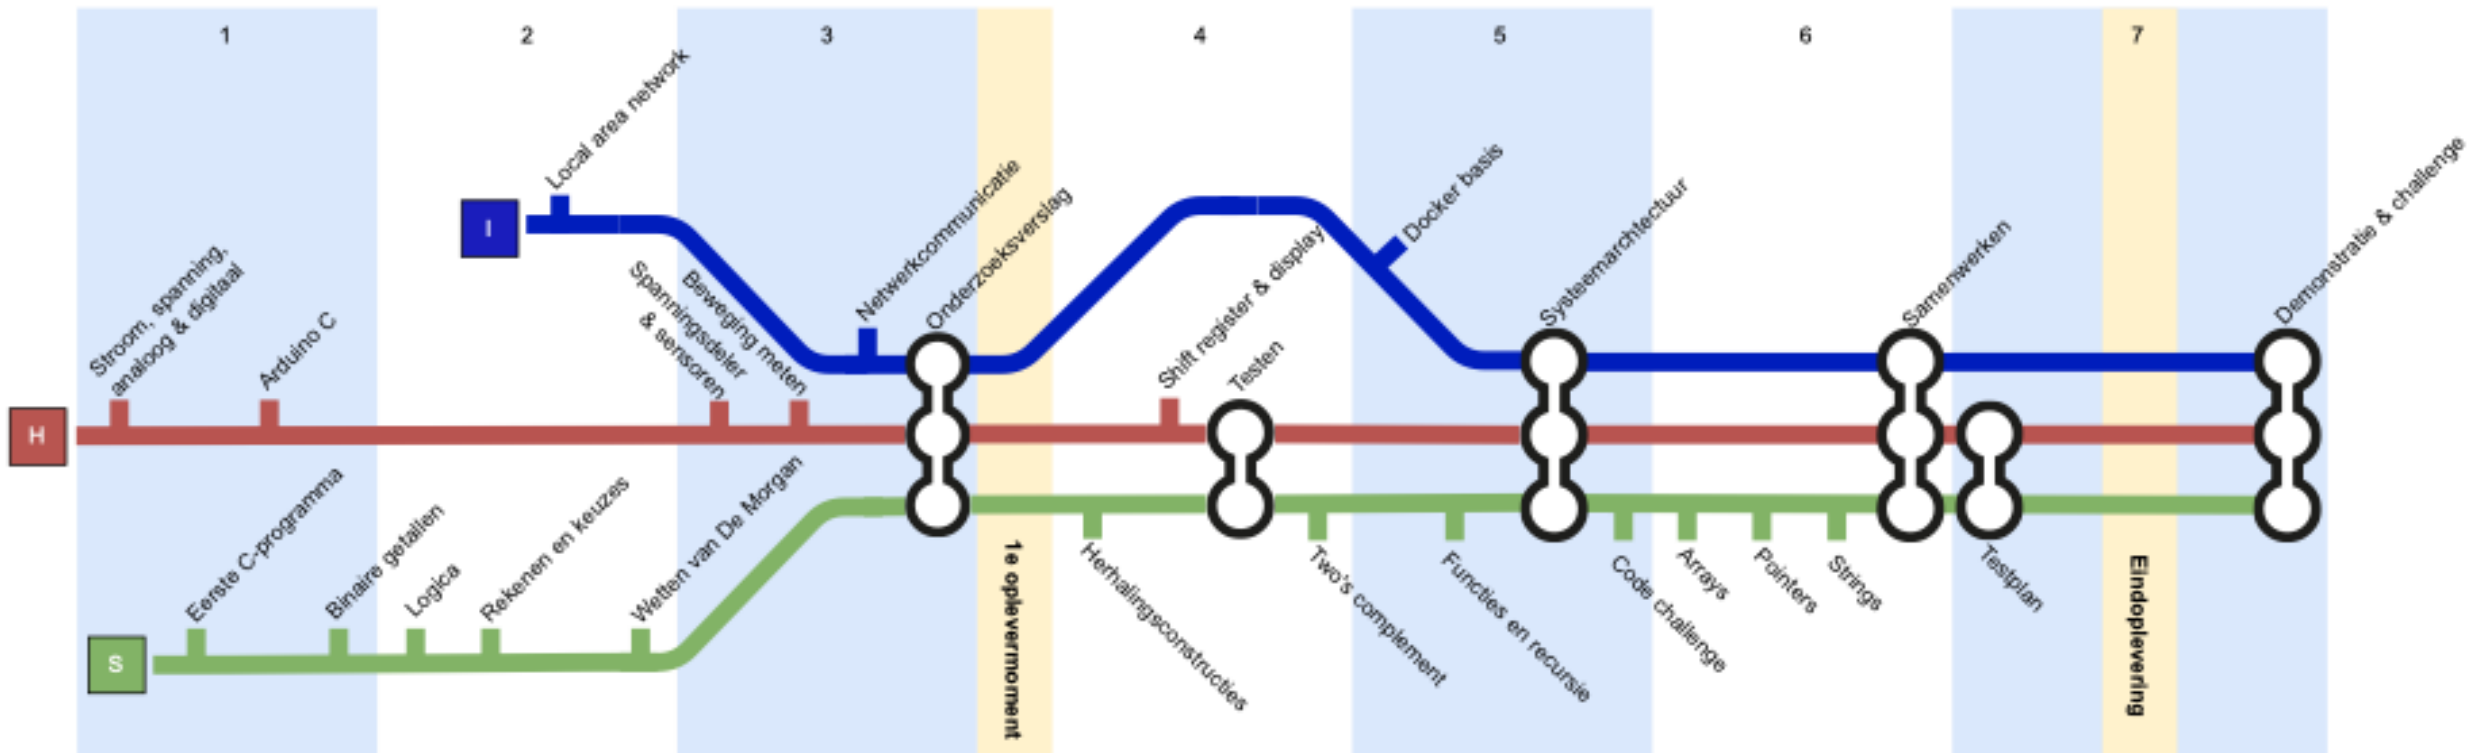 1
2
3
4
5
6
7
Local area network
Netwerkcommunicatie
Onderzoeksverslag
Docker basis
Systeemarchtectuur
Samenwerken
Demonstratie & challenge
I
Stroom, spanning,
analoog & digitaal
Arduino C
Spanningsdeler
& sensoren
Beweging meten
Shift register & display
Testen
H
Eerste C-programma
Binaire getallen
Logica
Rekenen en keuzes
Wetten van De Morgan
S
1e oplevermoment
Herhalingsconstructies
Two's complement
Functies en recursie
Code challenge
Arrays
Pointers
Strings
Testplan
Eindoplevering